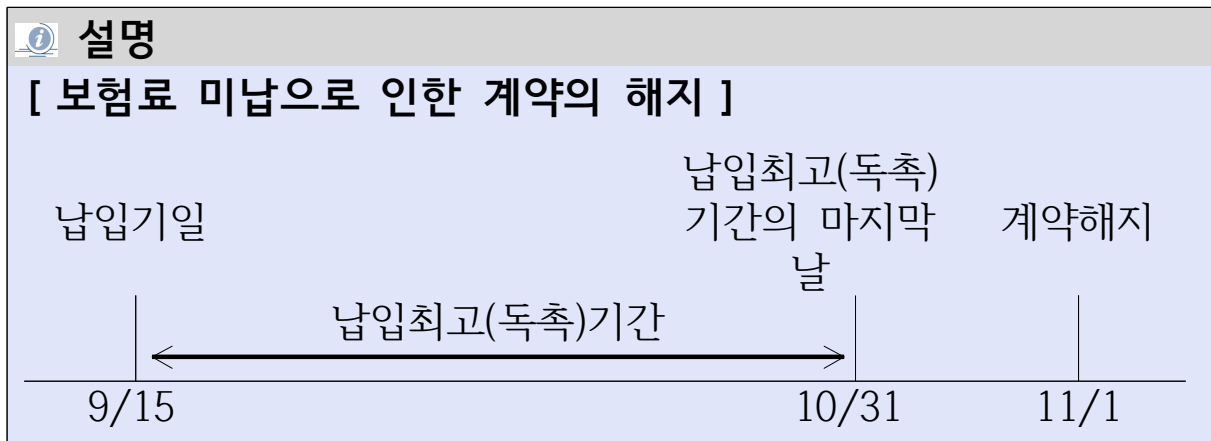 설명
[ 보험료 미납으로 인한 계약의 해지 ]
납입기일
납입최고(독촉)
기간의 마지막
날
계약해지
납입최고(독촉)기간
9/15
10/31
11/1